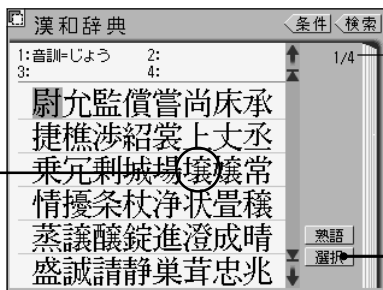 漢和辞典 条件 検索
1:音訓=じょう 2: 1/4
3: 4:
尉允監償嘗尚床承
捷樵渉紹裳上丈丞
乗冗剰城場壌嬢常
情擾条杖浄状畳穣
蒸譲醸錠進澄成晴
熟語
盛誠請静巣茸忠兆 選択